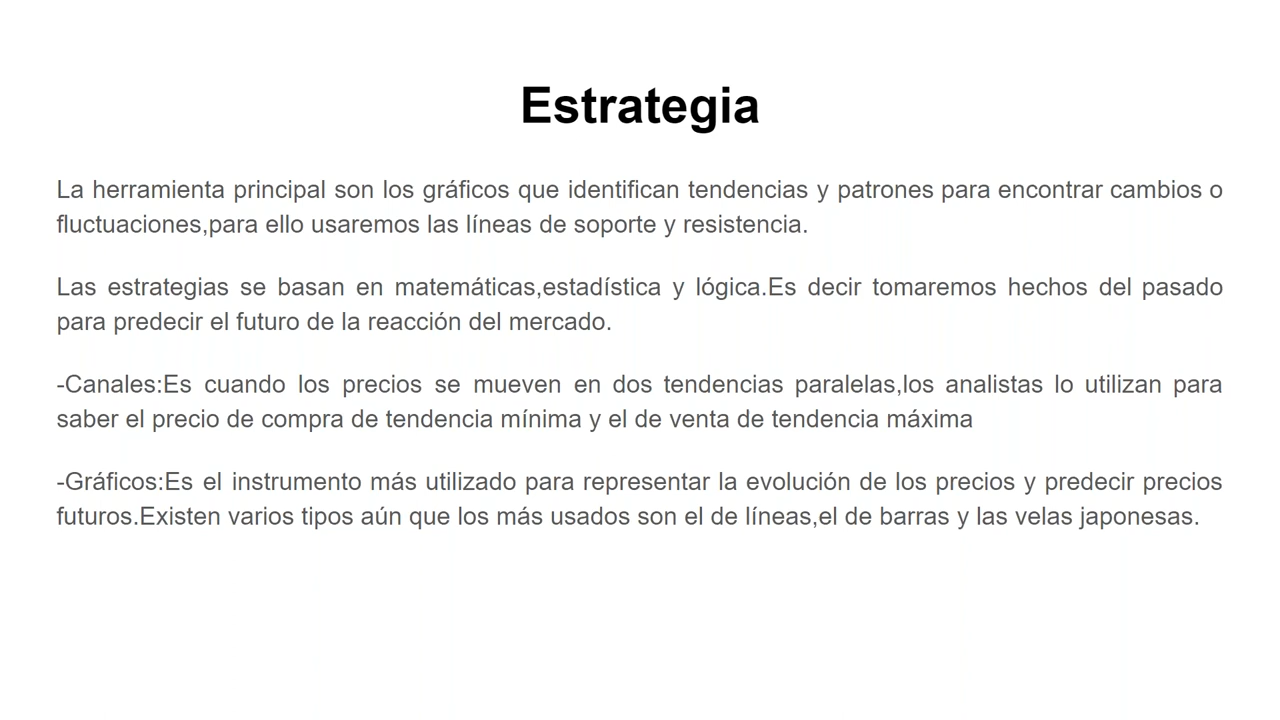 Estrategia
La herramienta principal son los gráficos que identifican tendencias y patrones para encontrar cambios o
fluctuaciones,para ello usaremos las líneas de soporte y resistencia.
Las estrategias se basan en matemáticas,estadística y lógica.Es decir tomaremos hechos del pasado
para predecir el futuro de la reacción del mercado.
-Canales:Es cuando los precios se mueven en dos tendencias paralelas,los analistas lo utilizan para
saber el precio de compra de tendencia mínima y el de venta de tendencia máxima
-Gráficos:Es el instrumento más utilizado para representar la evolución de los precios y predecir precios
futuros.Existen varios tipos aún que los más usados son el de líneas,el de barras y las velas japonesas.